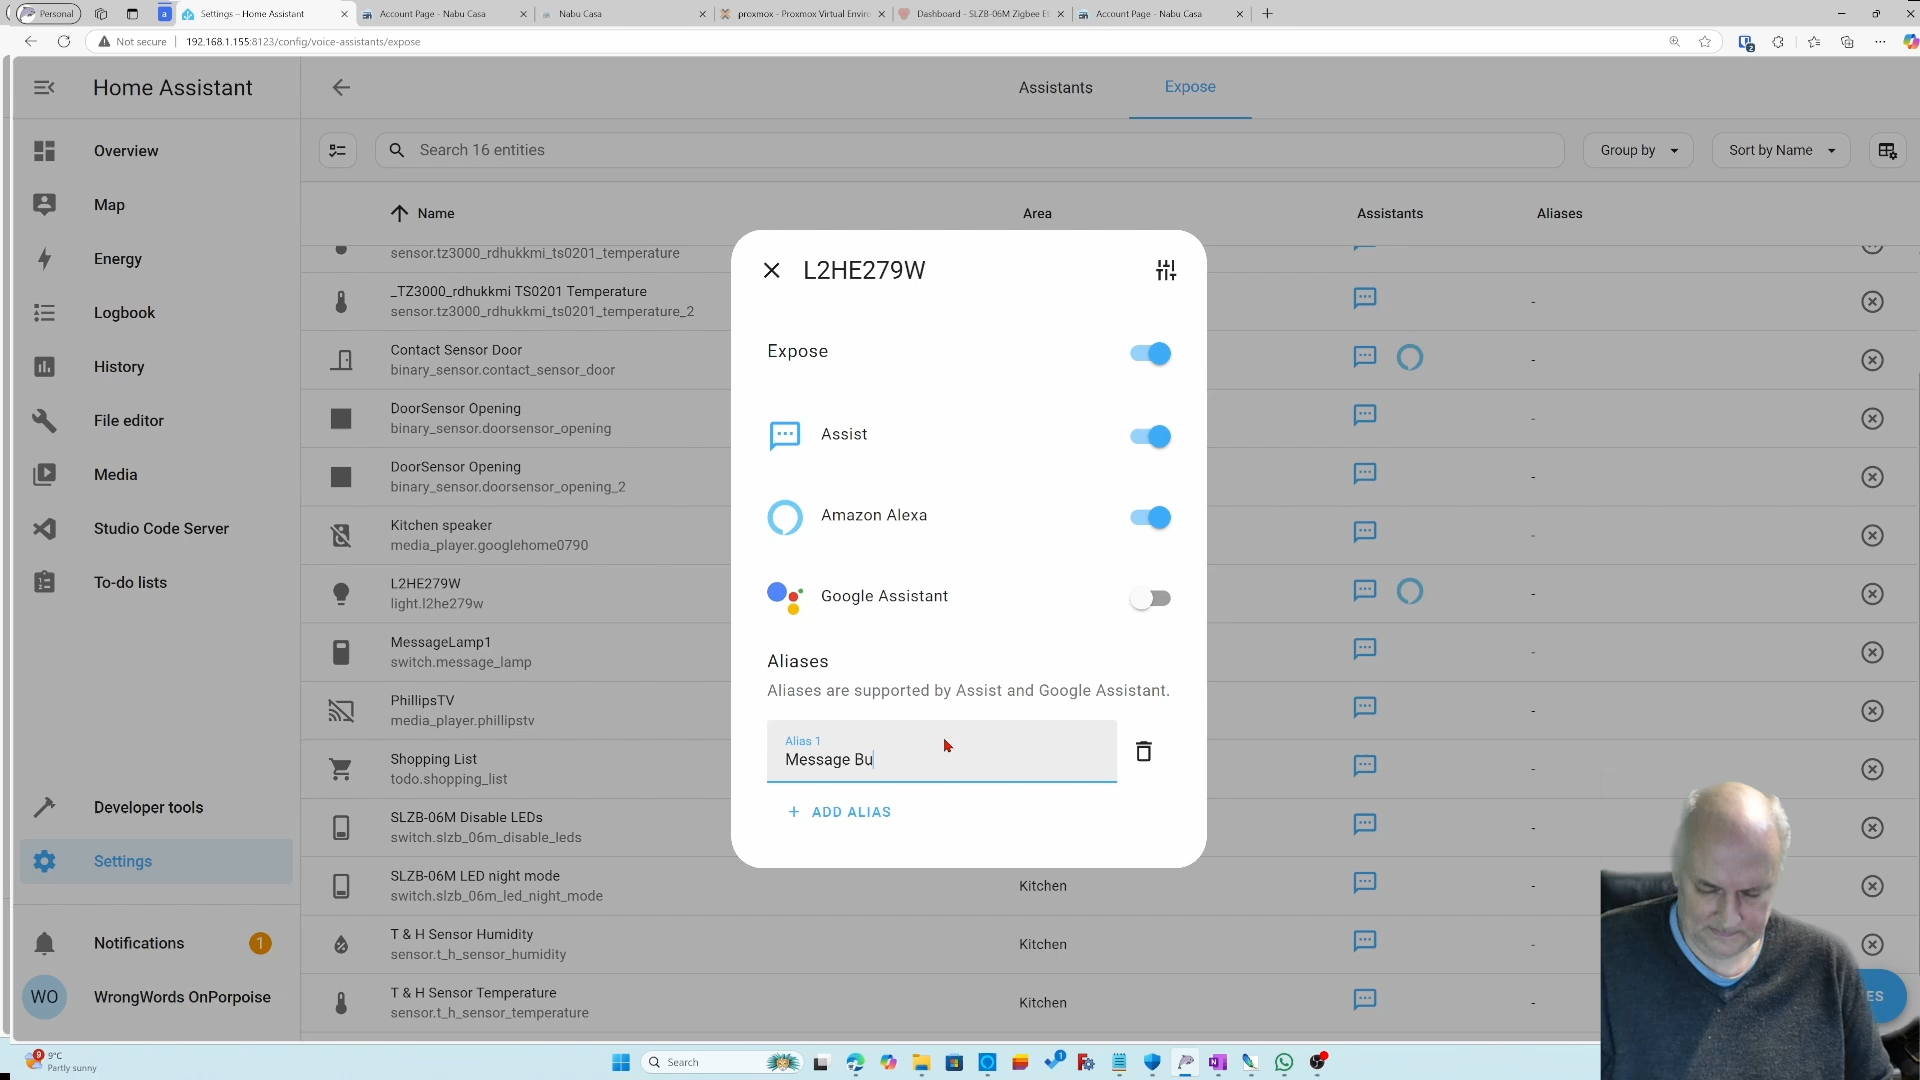 Personal
Settings – Home Assistant
Account Page - Nabu Casa
Nabu Casa
proxmox - Proxmox Virtual Enviro
Dashboard - SLZB-06M Zigbee Et
Account Page - Nabu Casa
Not secure
192.168.1.155:8123/config/voice-assistants/expose
Home Assistant
Assistants
Expose
Overview
Map
Energy
Logbook
History
File editor
Media
Studio Code Server
To-do lists
Developer tools
Settings
Notifications
1
WO
WrongWords OnPorpoise
Search 16 entities
Group by
Sort by Name
Name
Area
Assistants
Aliases
sensor.tz3000_rdhukkmi_ts0201_temperature
_TZ3000_rdhukkmi TS0201 Temperature
sensor.tz3000_rdhukkmi_ts0201_temperature_2
-
Contact Sensor Door
binary_sensor.contact_sensor_door
-
DoorSensor Opening
binary_sensor.doorsensor_opening
-
DoorSensor Opening
binary_sensor.doorsensor_opening_2
-
Kitchen speaker
media_player.googlehome0790
-
L2HE279W
light.l2he279w
-
MessageLamp1
switch.message_lamp
-
PhillipsTV
media_player.phillipstv
-
Shopping List
todo.shopping_list
-
SLZB-06M Disable LEDs
switch.slzb_06m_disable_leds
-
SLZB-06M LED night mode
switch.slzb_06m_led_night_mode
Kitchen
-
T & H Sensor Humidity
sensor.t_h_sensor_humidity
Kitchen
-
T & H Sensor Temperature
sensor.t_h_sensor_temperature
Kitchen
-
L2HE279W
Expose
Assist
Amazon Alexa
Google Assistant
Aliases
Aliases are supported by Assist and Google Assistant.
Alias 1
Message Bu
+ ADD ALIAS
ES
9
9°C
Partly sunny
Search
1